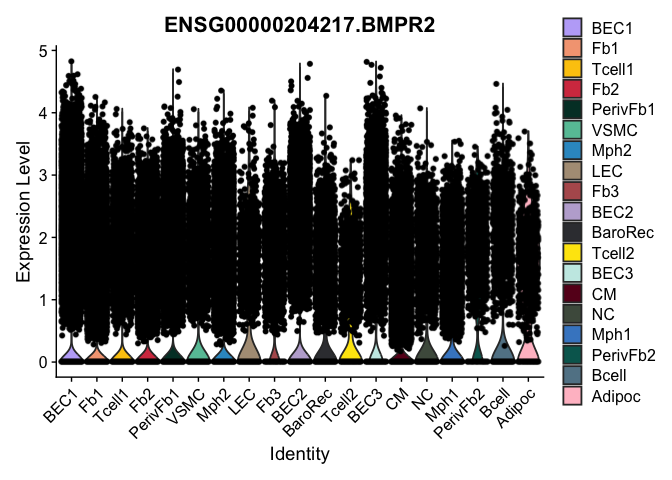 ENSG00000204217.BMPR2
Expression Level
5
4
3
2
1
0
BEC1
Fb1
Tcell1
Fb2
PerivFb1
VSMC
Mph2
LEC
Fb3
BEC2
BaroRec
Tcell2
BEC3
CM
NC
Mph1
PerivFb2
Bcell
Adipoc
Identity
BEC1
Fb1
Tcell1
Fb2
PerivFb1
VSMC
Mph2
LEC
Fb3
BEC2
BaroRec
Tcell2
BEC3
CM
NC
Mph1
PerivFb2
Bcell
Adipoc